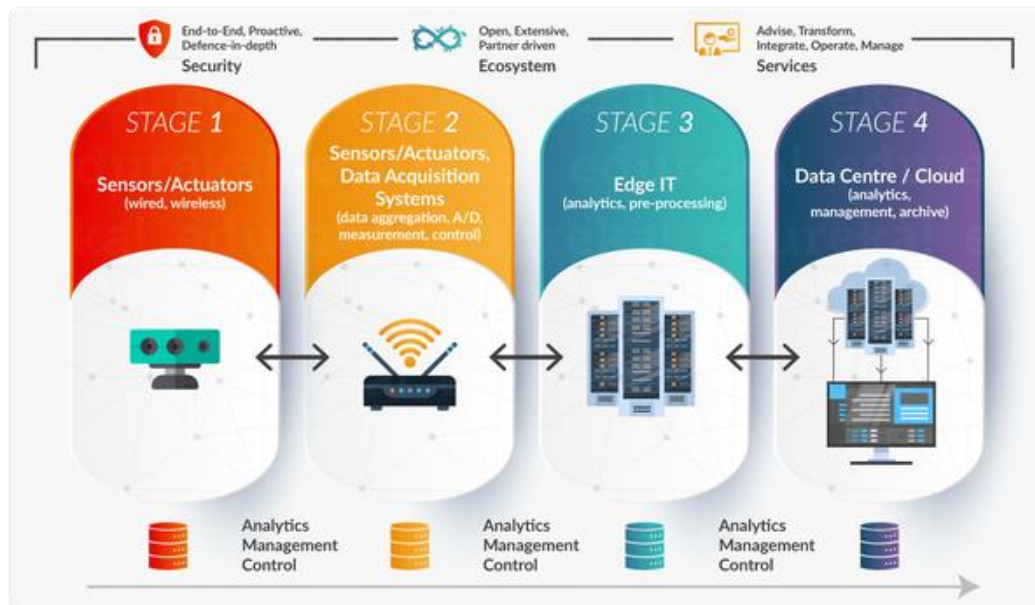 End-to-End, Proactive,
Defence-in-depth
Security
Open, Extensive,
Partner driven
Ecosystem
Advise, Transform,
Integrate, Operate, Manage
Services
STAGE 1
Sensors/Actuators
(wired, wireless)
STAGE 2
Sensors/Actuators,
Data Acquisition
Systems
(data aggregation, A/D,
measurement, control)
STAGE 3
Edge IT
(analytics, pre-processing)
STAGE 4
Data Centre / Cloud
(analytics,
management, archive)
Analytics
Management
Control
Analytics
Management
Control
Analytics
Management
Control